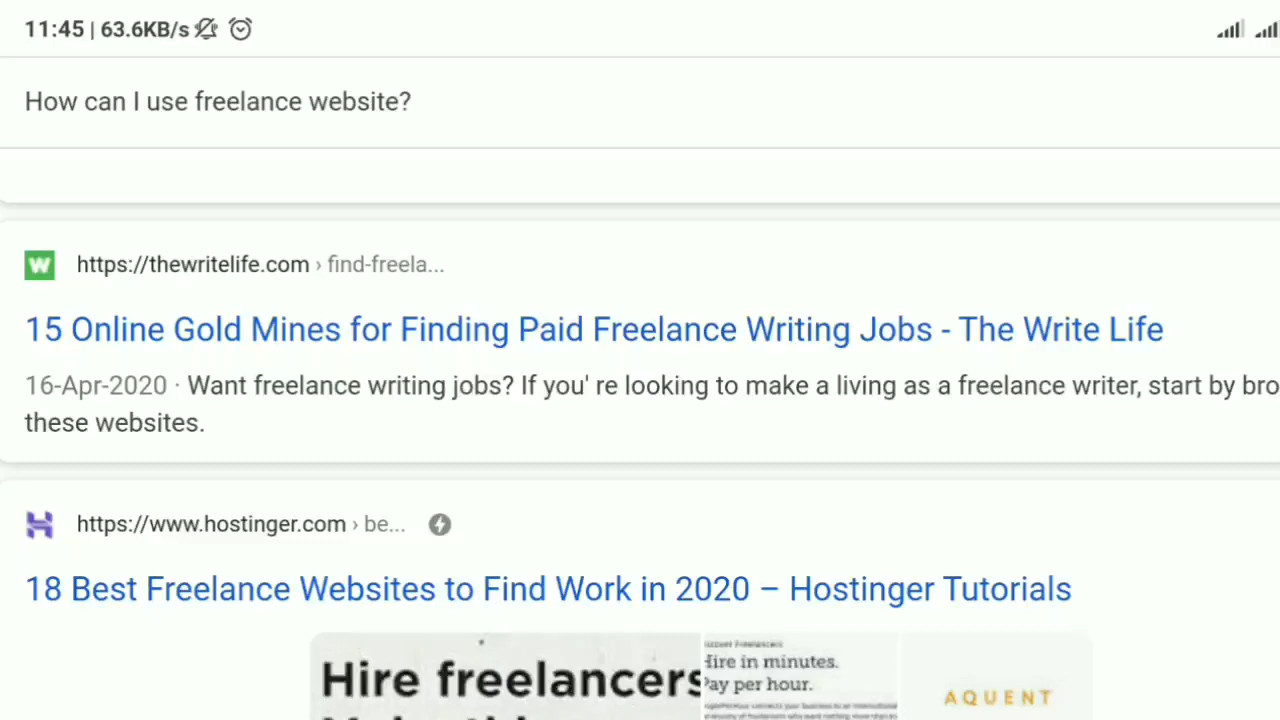 11:45 | 63.6KB/s
How can I use freelance website?
https://thewritelife.com › find-freela...
15 Online Gold Mines for Finding Paid Freelance Writing Jobs - The Write Life
16-Apr-2020 · Want freelance writing jobs? If you' re looking to make a living as a freelance writer, start by bro
these websites.
https://www.hostinger.com › be...
18 Best Freelance Websites to Find Work in 2020 – Hostinger Tutorials
Hire freelancers
Hire in minutes.
Pay per hour.
AQUENT